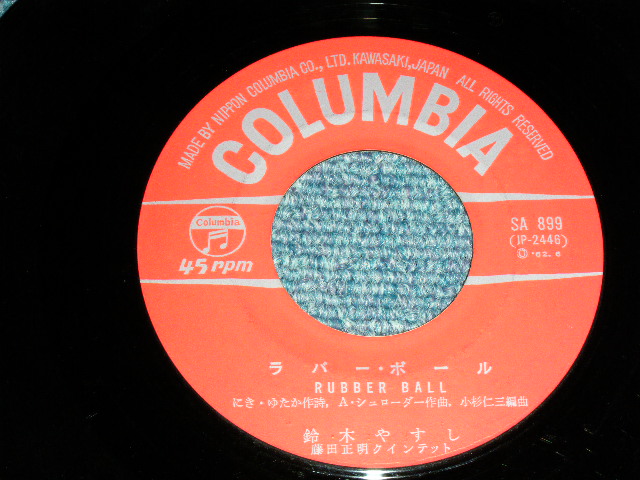 MADE BY NIPPON COLUMBIA CO., LTD. KAWASAKI, JAPAN ALL RIGHTS RESERVED
COLUMBIA
Columbia
45 rpm
SA 899
(JP-2446)
Ⓟ '62. 6
ラバー・ボール
RUBBER BALL
にき・ゆたか作詩, A・シュローダー作曲, 小杉仁三編曲
鈴木やすし
藤田正明クインテット